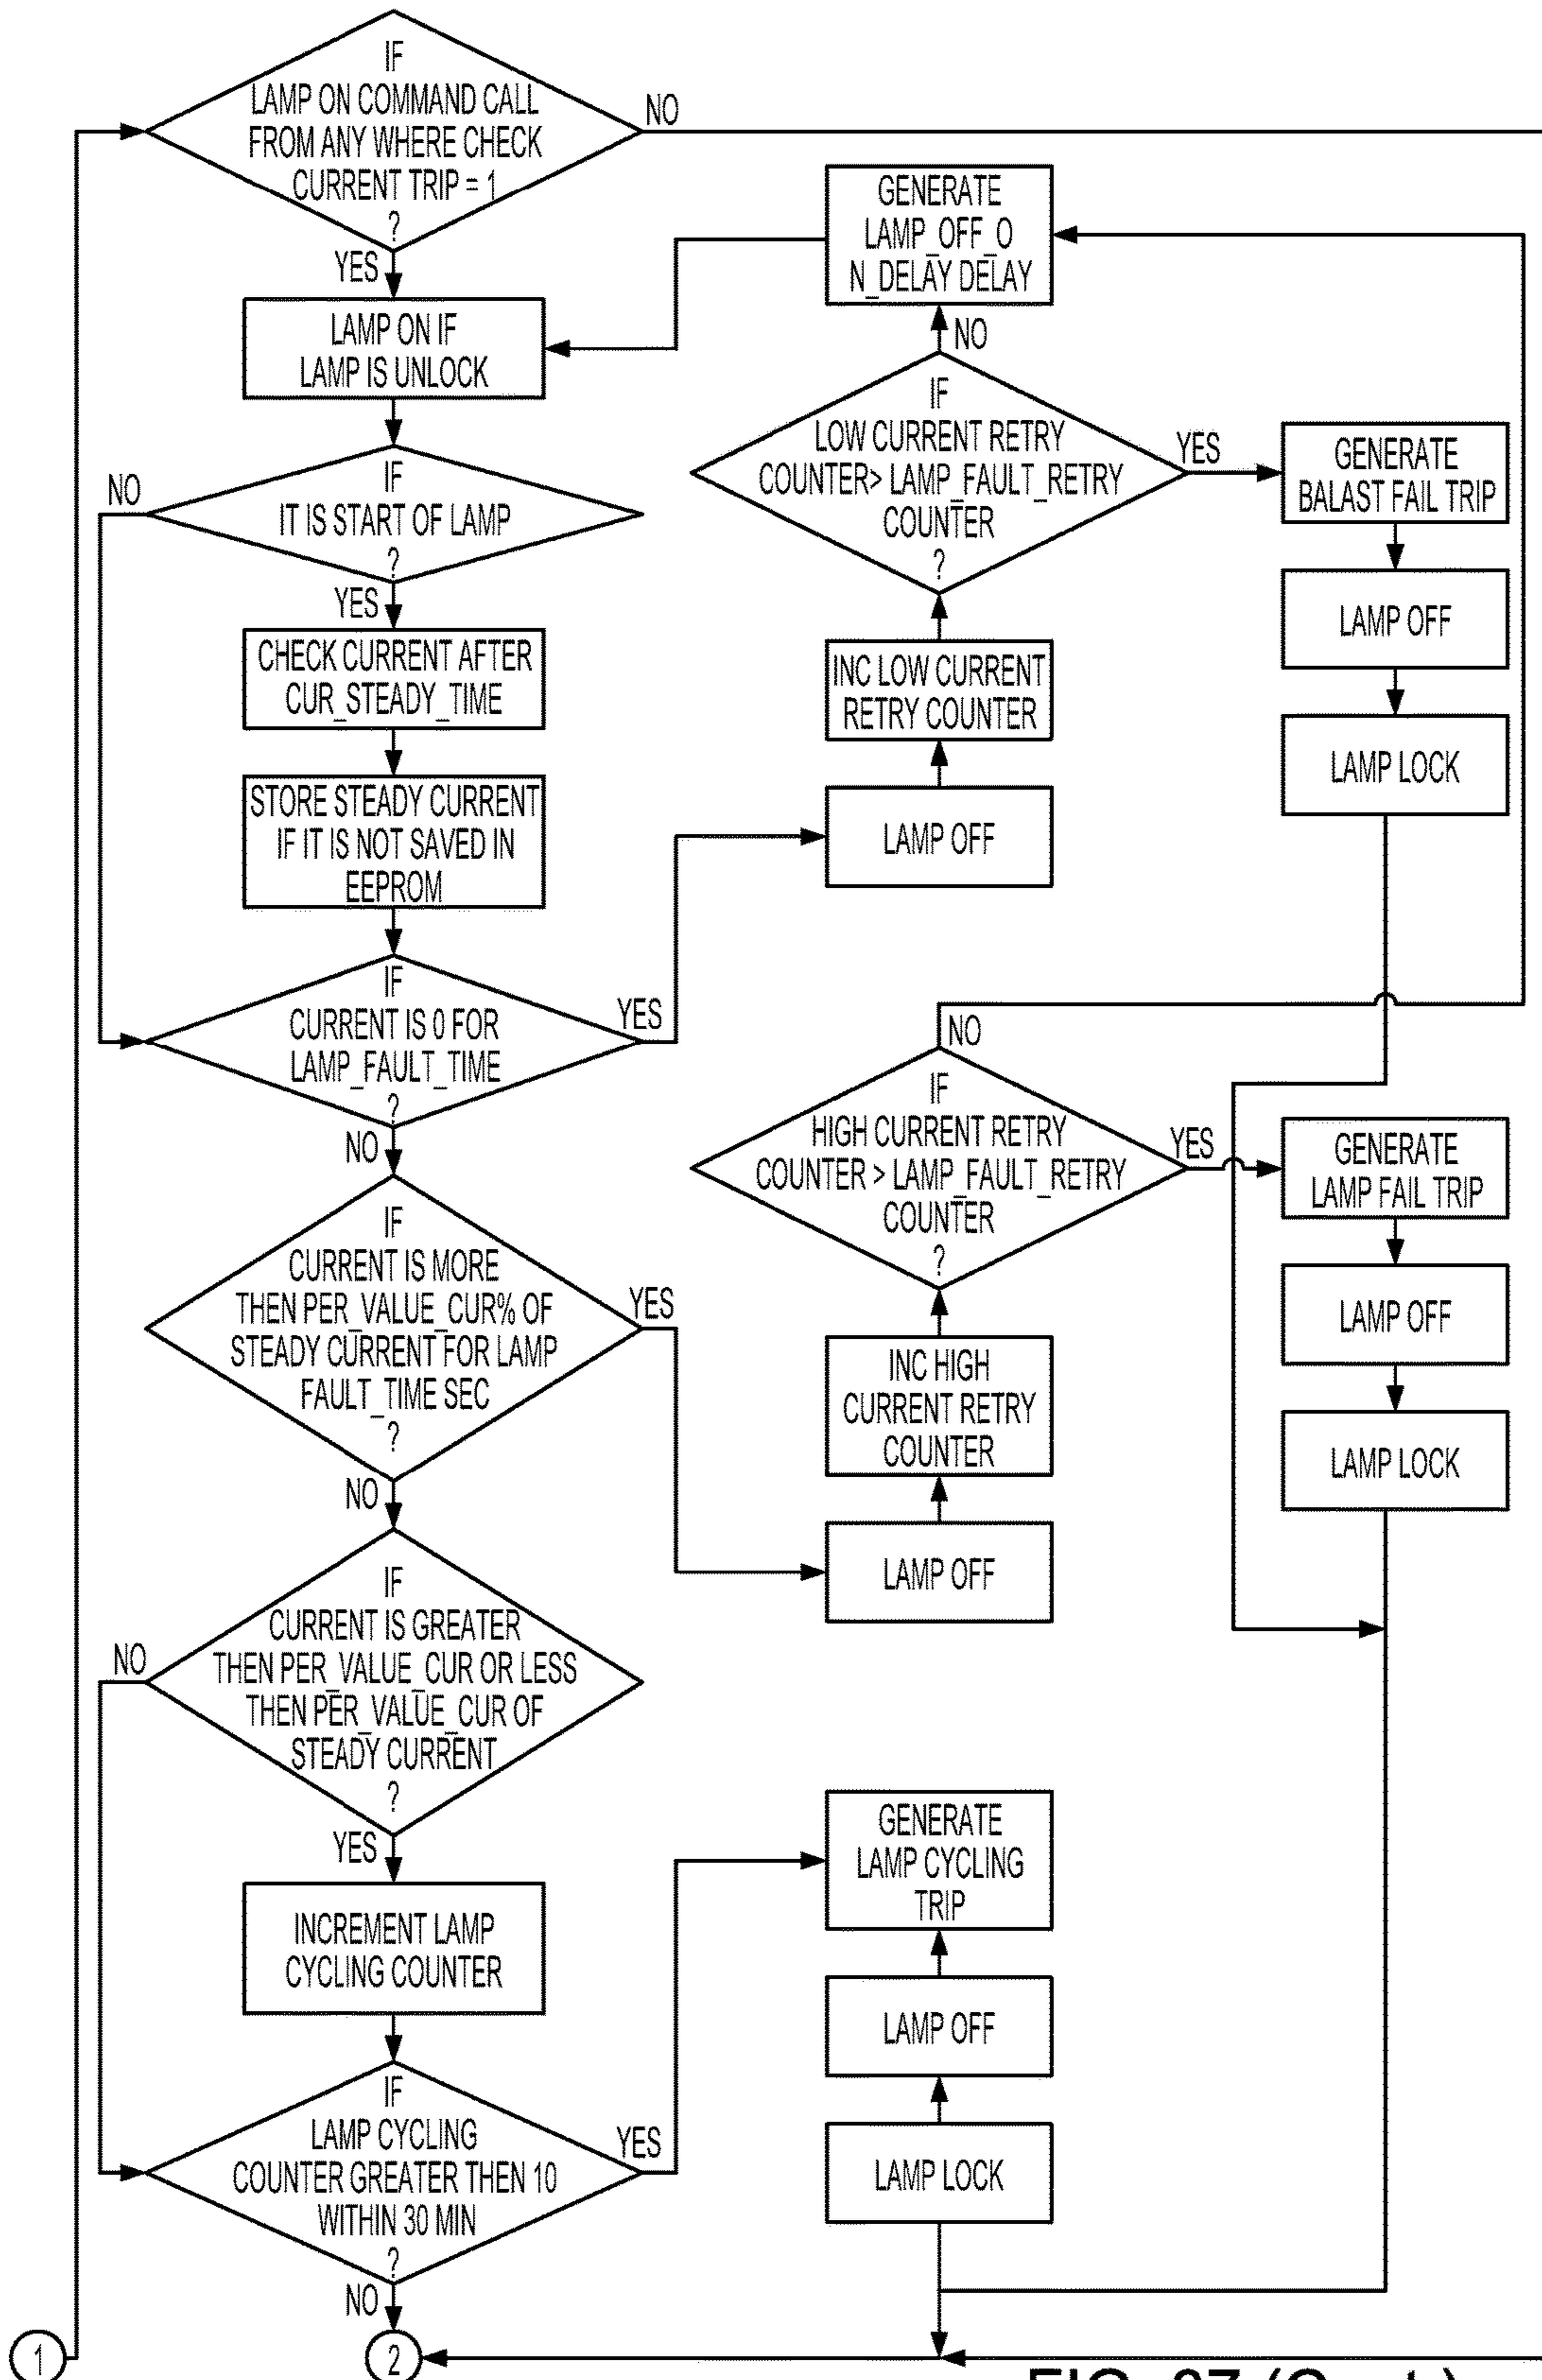 IF
LAMP ON COMMAND CALL
FROM ANY WHERE CHECK
CURRENT TRIP = 1
?
NO
YES
LAMP ON IF
LAMP IS UNLOCK
IF
IT IS START OF LAMP
?
NO
YES
CHECK CURRENT AFTER
CUR_STEADY_TIME
STORE STEADY CURRENT
IF IT IS NOT SAVED IN
EEPROM
IF
CURRENT IS 0 FOR
LAMP_FAULT_TIME
?
YES
NO
IF
CURRENT IS MORE
THEN PER_VALUE_CUR% OF
STEADY CURRENT FOR LAMP
FAULT_TIME SEC
?
YES
NO
IF
CURRENT IS GREATER
THEN PER_VALUE_CUR OR LESS
THEN PER_VALUE_CUR OF
STEADY CURRENT
?
NO
YES
INCREMENT LAMP
CYCLING COUNTER
IF
LAMP CYCLING
COUNTER GREATER THEN 10
WITHIN 30 MIN
?
YES
NO
1
2
GENERATE
LAMP_OFF_O
N_DELAY DELAY
NO
IF
LOW CURRENT RETRY
COUNTER> LAMP_FAULT_RETRY
COUNTER
?
YES
INC LOW CURRENT
RETRY COUNTER
LAMP OFF
GENERATE
BALAST FAIL TRIP
LAMP OFF
LAMP LOCK
NO
IF
HIGH CURRENT RETRY
COUNTER > LAMP_FAULT_RETRY
COUNTER
?
YES
INC HIGH
CURRENT RETRY
COUNTER
LAMP OFF
GENERATE
LAMP FAIL TRIP
LAMP OFF
LAMP LOCK
GENERATE
LAMP CYCLING
TRIP
LAMP OFF
LAMP LOCK